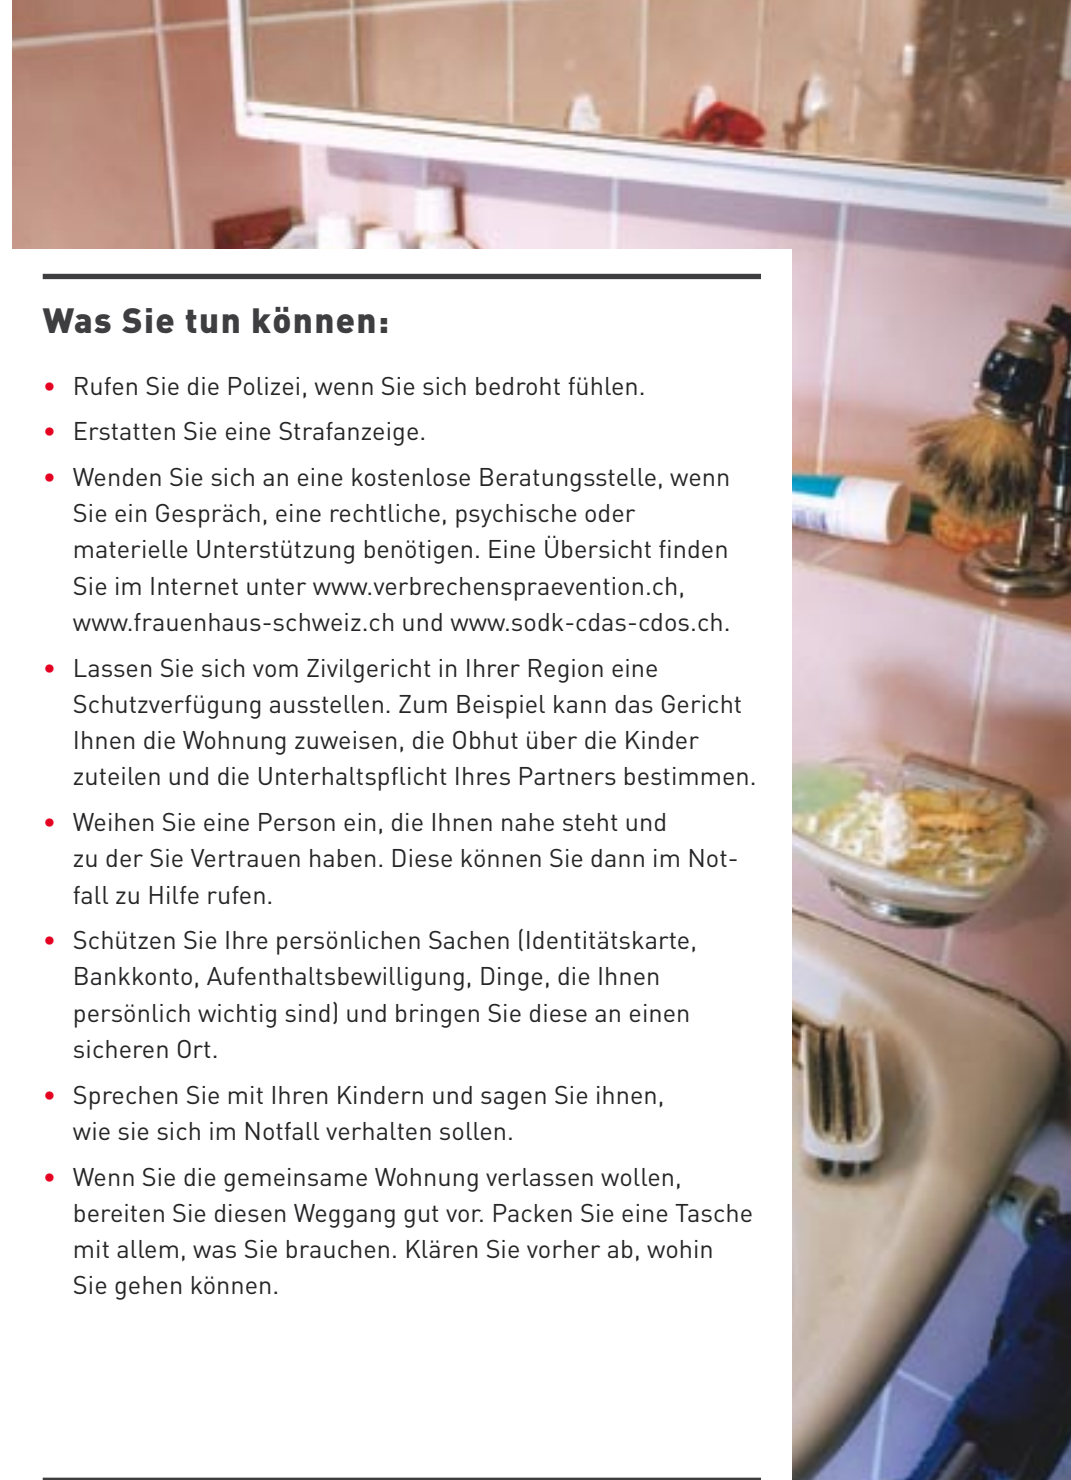 Was Sie tun können:
• Rufen Sie die Polizei, wenn Sie sich bedroht fühlen.
• Erstatten Sie eine Strafanzeige.
• Wenden Sie sich an eine kostenlose Beratungsstelle, wenn
Sie ein Gespräch, eine rechtliche, psychische oder
materielle Unterstützung benötigen. Eine Übersicht finden
Sie im Internet unter www.verbrechenspraevention.ch,
www.frauenhaus-schweiz.ch und www.sodk-cdas-cdos.ch.
• Lassen Sie sich vom Zivilgericht in Ihrer Region eine
Schutzverfügung ausstellen. Zum Beispiel kann das Gericht
Ihnen die Wohnung zuweisen, die Obhut über die Kinder
zuteilen und die Unterhaltspflicht Ihres Partners bestimmen.
• Weihen Sie eine Person ein, die Ihnen nahe steht und
zu der Sie Vertrauen haben. Diese können Sie dann im Not-
fall zu Hilfe rufen.
• Schützen Sie Ihre persönlichen Sachen (Identitätskarte,
Bankkonto, Aufenthaltsbewilligung, Dinge, die Ihnen
persönlich wichtig sind) und bringen Sie diese an einen
sicheren Ort.
• Sprechen Sie mit Ihren Kindern und sagen Sie ihnen,
wie sie sich im Notfall verhalten sollen.
• Wenn Sie die gemeinsame Wohnung verlassen wollen,
bereiten Sie diesen Weggang gut vor. Packen Sie eine Tasche
mit allem, was Sie brauchen. Klären Sie vorher ab, wohin
Sie gehen können.